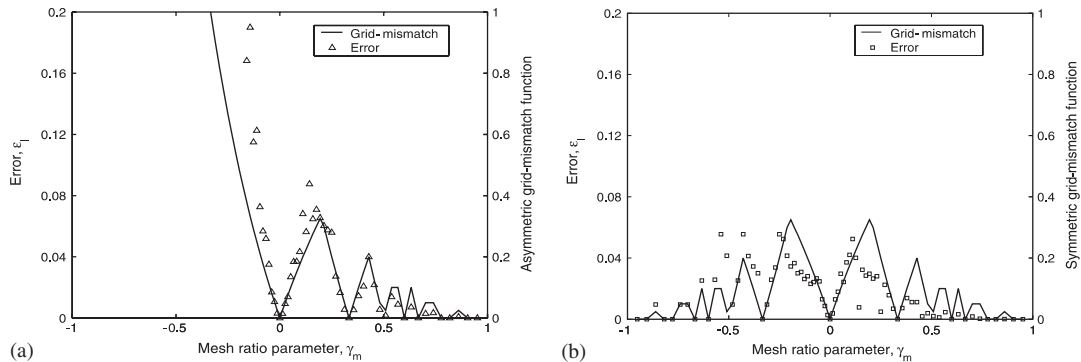 0.2
0.16
0.12
0.08
0.04
0
Error, εl
-1
-0.5
0
0.5
1
Mesh ratio parameter, γm
1
0.8
0.6
0.4
0.2
0
Asymmetric grid-mismatch function
Grid-mismatch
Error
(a)
0.2
0.16
0.12
0.08
0.04
0
Error, εl
-1
-0.5
0
0.5
1
Mesh ratio parameter, γm
1
0.8
0.6
0.4
0.2
0
Symmetric grid-mismatch function
Grid-mismatch
Error
(b)